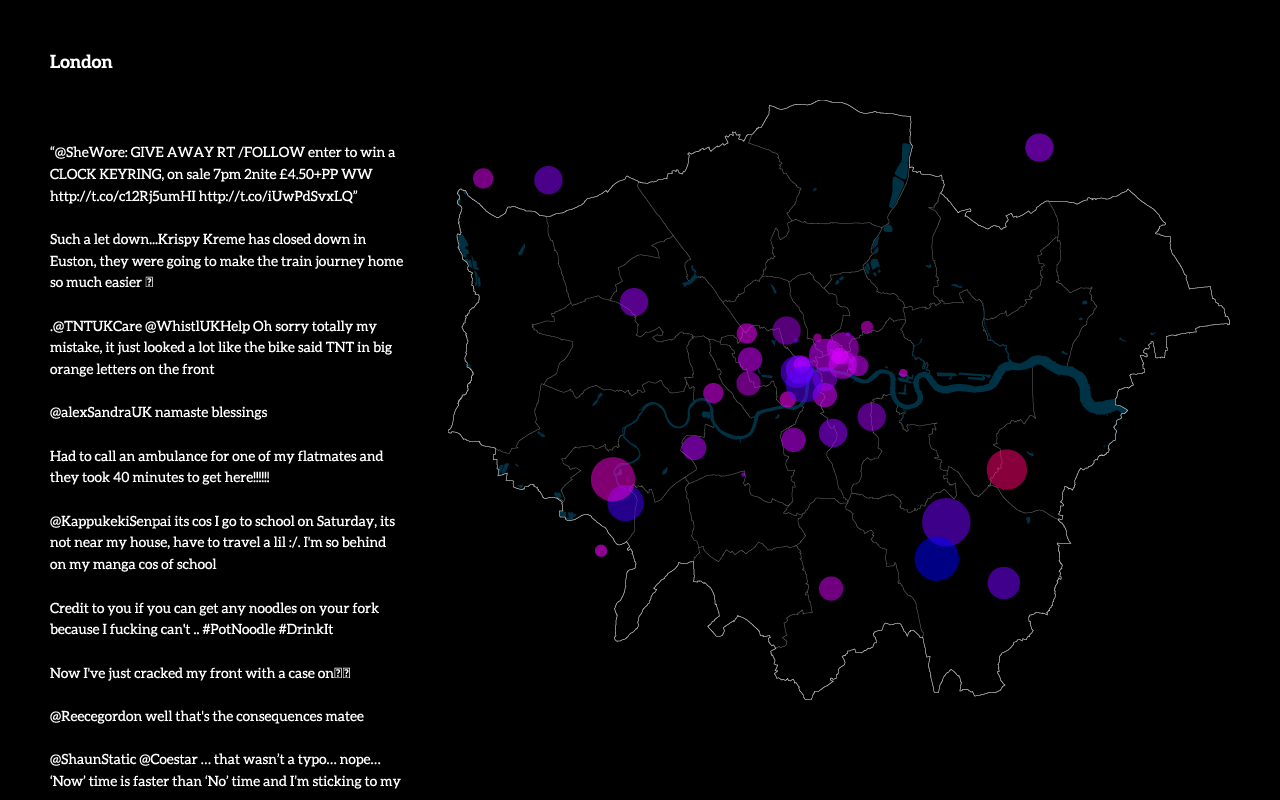 London
“@SheWore: GIVE AWAY RT /FOLLOW enter to win a
CLOCK KEYRING, on sale 7pm 2nite £4.50+PP WW
http://t.co/c12Rj5umHI http://t.co/iUwPdSvxLQ”
Such a let down...Krispy Kreme has closed down in
Euston, they were going to make the train journey home
so much easier
.@TNTUKCare @WhistlUKHelp Oh sorry totally my
mistake, it just looked a lot like the bike said TNT in big
orange letters on the front
@alexSandraUK namaste blessings
Had to call an ambulance for one of my flatmates and
they took 40 minutes to get here!!!!!!
@KappukekiSenpai its cos I go to school on Saturday, its
not near my house, have to travel a lil :/. I'm so behind
on my manga cos of school
Credit to you if you can get any noodles on your fork
because I fucking can't .. #PotNoodle #DrinkIt
Now I've just cracked my front with a case on
@Reecegordon well that's the consequences matee
@ShaunStatic @Coestar … that wasn’t a typo… nope…
‘Now’ time is faster than ‘No’ time and I’m sticking to my